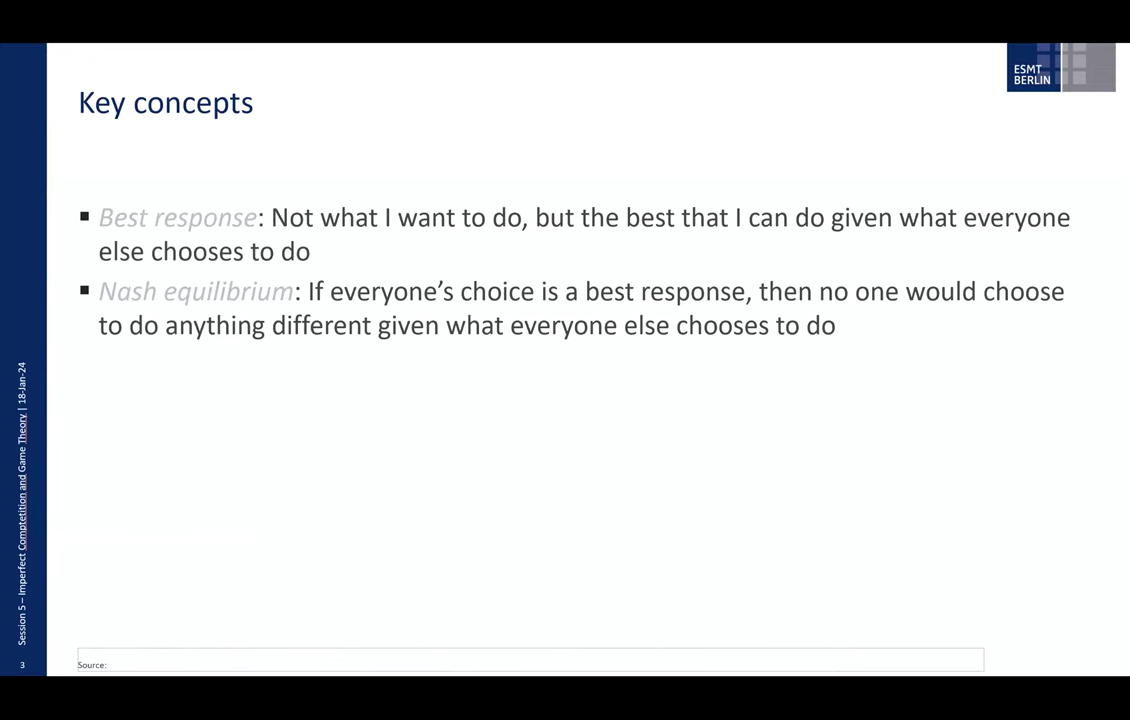 ESMT
BERLIN
Key concepts
▪ Best response: Not what I want to do, but the best that I can do given what everyone
else chooses to do
▪ Nash equilibrium: If everyone’s choice is a best response, then no one would choose
to do anything different given what everyone else chooses to do
Session 5 – Imperfect Comptetition and Game Theory | 18-Jan-24
3
Source: